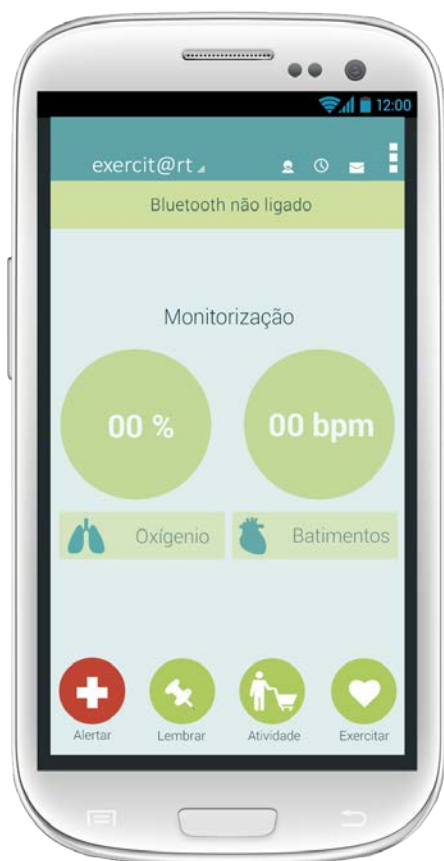 12:00
exercit@rt
Bluetooth não ligado
Monitorização
00 %
00 bpm
Oxígenio
Batimentos
Alertar
Lembrar
Atividade
Exercitar